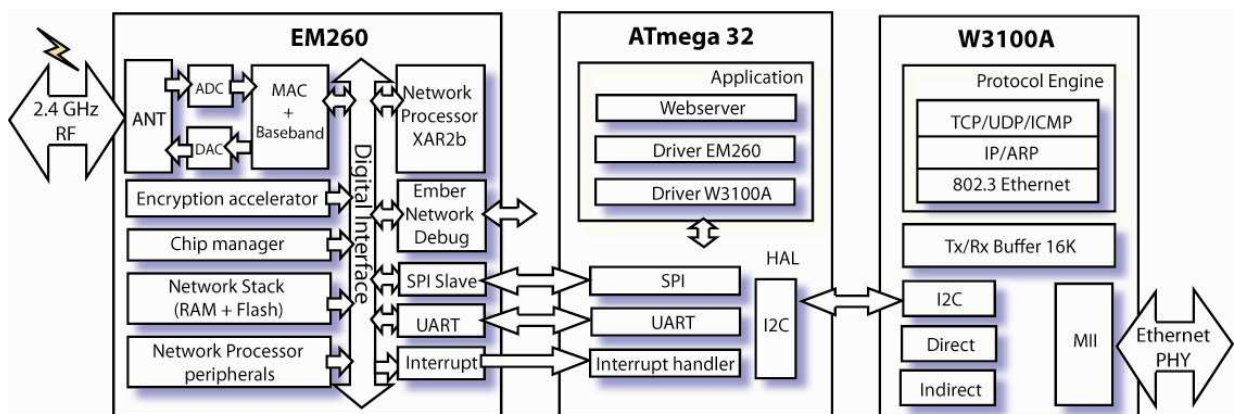 EM260
2.4 GHz
RF
ANT
ADC
DAC
MAC
+
Baseband
Network
Processor
XAR2b
Digital Interface
Encryption accelerator
Ember
Network
Debug
Chip manager
Network Stack
(RAM + Flash)
SPI Slave
UART
Network Processor
peripherals
Interrupt
ATmega 32
Application
Webserver
Driver EM260
Driver W3100A
HAL
SPI
UART
Interrupt handler
I2C
W3100A
Protocol Engine
TCP/UDP/ICMP
IP/ARP
802.3 Ethernet
Tx/Rx Buffer 16K
I2C
Direct
Indirect
MII
Ethernet
PHY